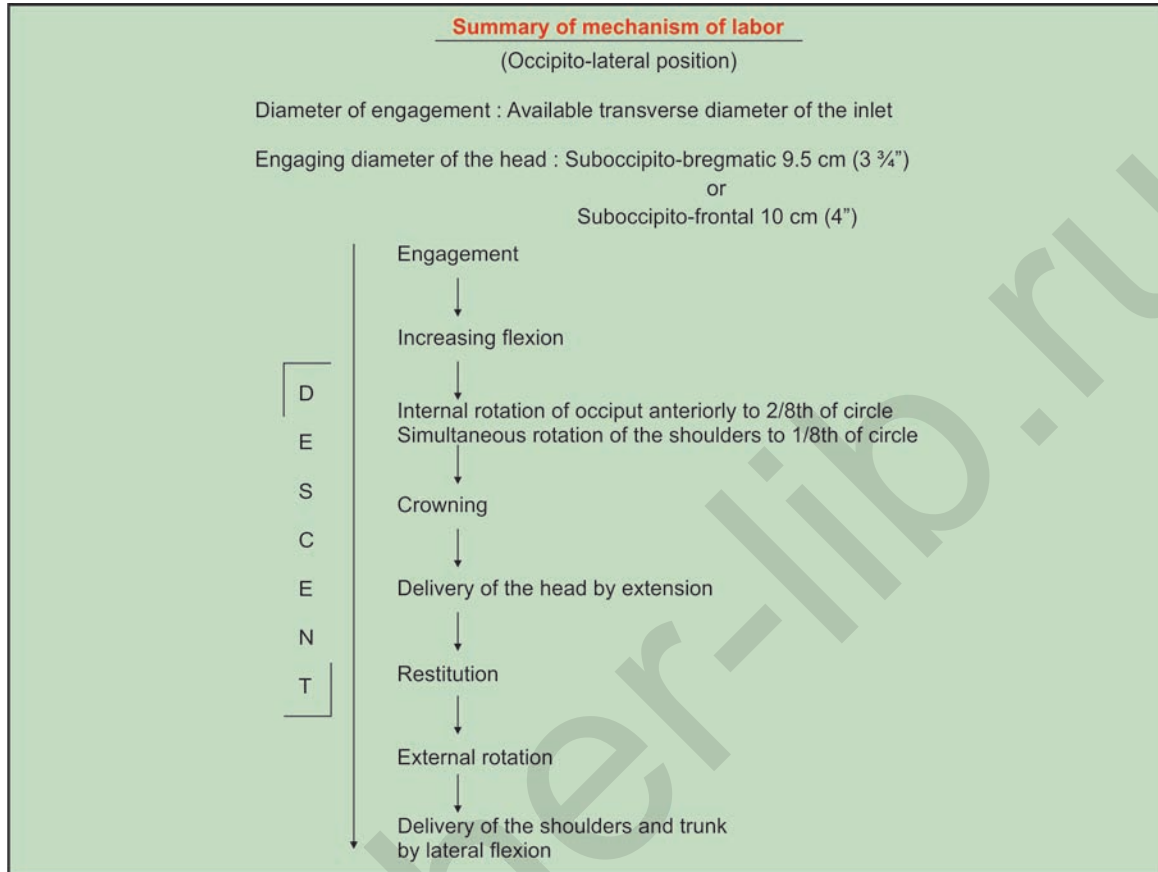 Summary of mechanism of labor
(Occipito-lateral position)
Diameter of engagement : Available transverse diameter of the inlet
Engaging diameter of the head : Suboccipito-bregmatic 9.5 cm (3 ¾”)
or
Suboccipito-frontal 10 cm (4”)
Engagement
Increasing flexion
Internal rotation of occiput anteriorly to 2/8th of circle
Simultaneous rotation of the shoulders to 1/8th of circle
Crowning
Delivery of the head by extension
Restitution
External rotation
Delivery of the shoulders and trunk
by lateral flexion
D
E
S
C
E
N
T
her-lib.ru